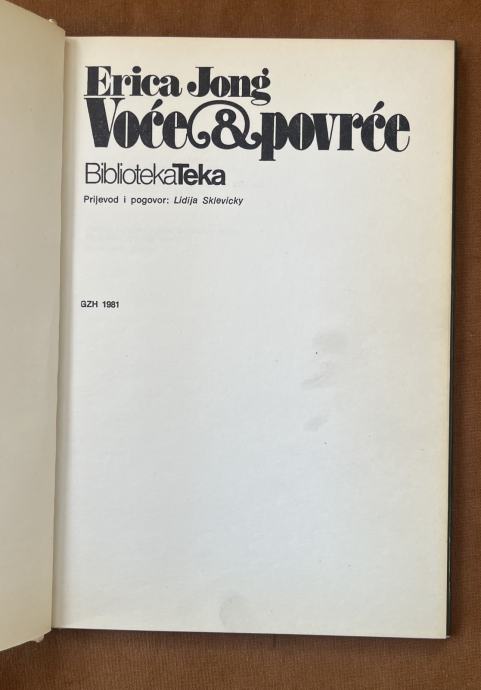 Erica Jong
Voće & povrće
BibliotekaTeka
Prijevod i pogovor: Lidija Sklevicky
GZH 1981